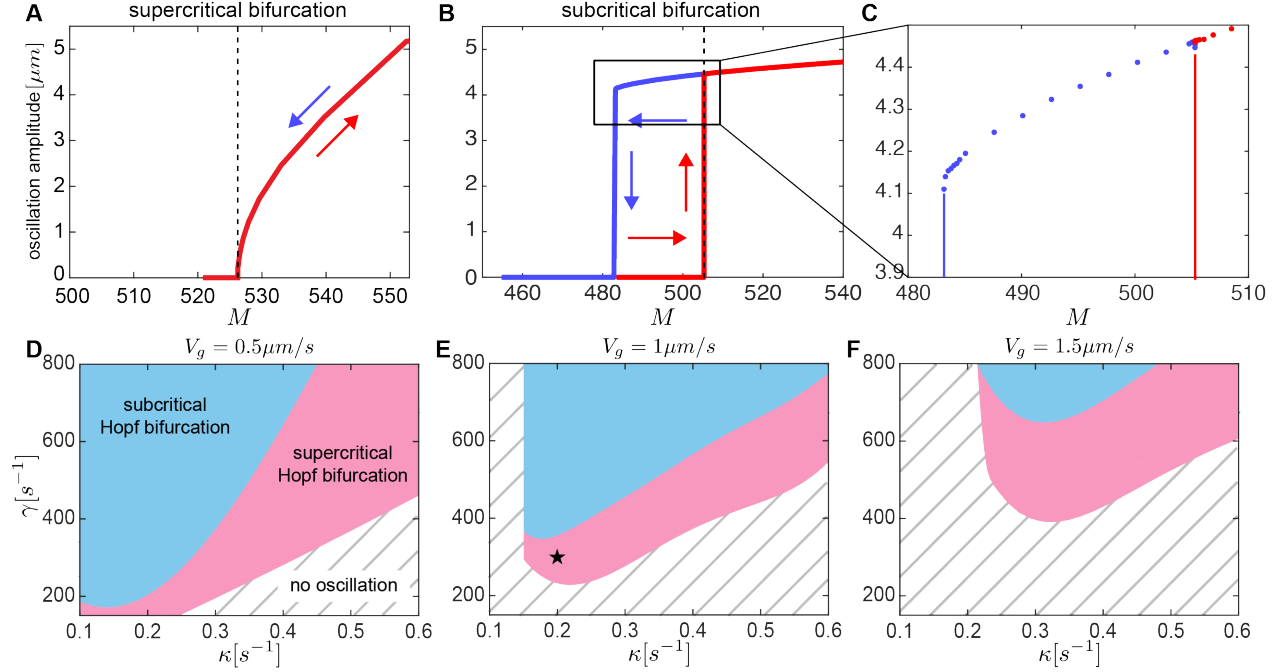 A supercritical bifurcation
B subcritical bifurcation
C
oscillation amplitude [μm]
5
4
3
2
1
0
500 510 520 530 540 550
M
5
4
3
2
1
0
460 480 500 520 540
M
4.4
4.3
4.2
4.1
4
3.9
480 490 500 510
D V_g = 0.5μm/s
E V_g = 1μm/s
F V_g = 1.5μm/s
γ[s^{-1}]
800
600
400
200
subcritical
Hopf bifurcation
supercritical
Hopf bifurcation
no oscillation
0.1 0.2 0.3 0.4 0.5 0.6
κ[s^{-1}]
800
600
400
200
0.1 0.2 0.3 0.4 0.5 0.6
κ[s^{-1}]
800
600
400
200
0.1 0.2 0.3 0.4 0.5 0.6
κ[s^{-1}]